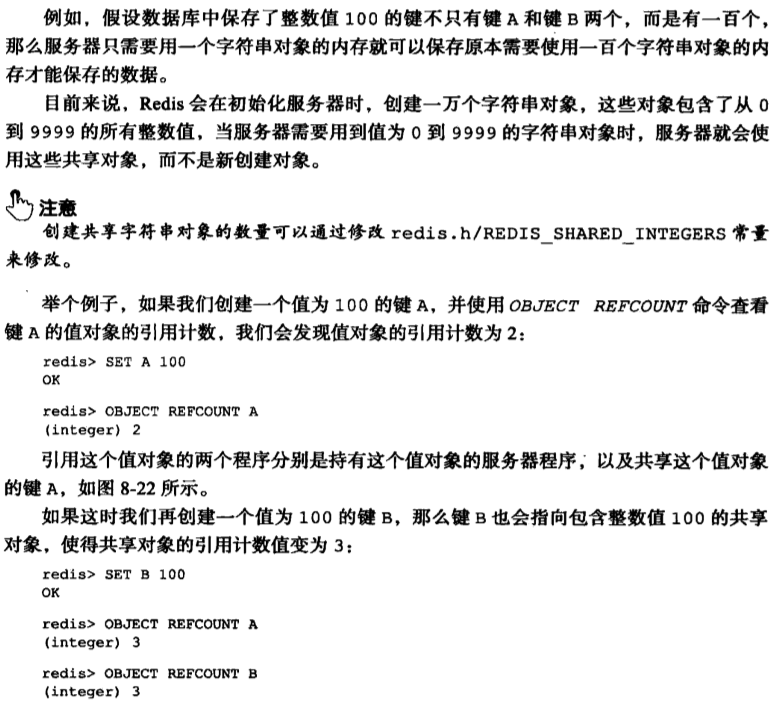 例如，假设数据库中保存了整数值 100 的键不只有键 A 和键 B 两个，而是有一百个，
那么服务器只需要用一个字符串对象的内存就可以保存原本需要使用一百个字符串对象的内
存才能保存的数据。
目前来说，Redis 会在初始化服务器时，创建一万个字符串对象，这些对象包含了从 0
到 9999 的所有整数值，当服务器需要用到值为 0 到 9999 的字符串对象时，服务器就会使
用这些共享对象，而不是新创建对象。
注意
创建共享字符串对象的数量可以通过修改 redis.h/REDIS_SHARED_INTEGERS 常量
来修改。
举个例子，如果我们创建一个值为 100 的键 A，并使用 OBJECT REFCOUNT 命令查看
键 A 的值对象的引用计数，我们会发现值对象的引用计数为 2：
redis> SET A 100
OK
redis> OBJECT REFCOUNT A
(integer) 2
引用这个值对象的两个程序分别是持有这个值对象的服务器程序，以及共享这个值对象
的键 A，如图 8-22 所示。
如果这时我们再创建一个值为 100 的键 B，那么键 B 也会指向包含整数值 100 的共享
对象，使得共享对象的引用计数值变为 3：
redis> SET B 100
OK
redis> OBJECT REFCOUNT A
(integer) 3
redis> OBJECT REFCOUNT B
(integer) 3